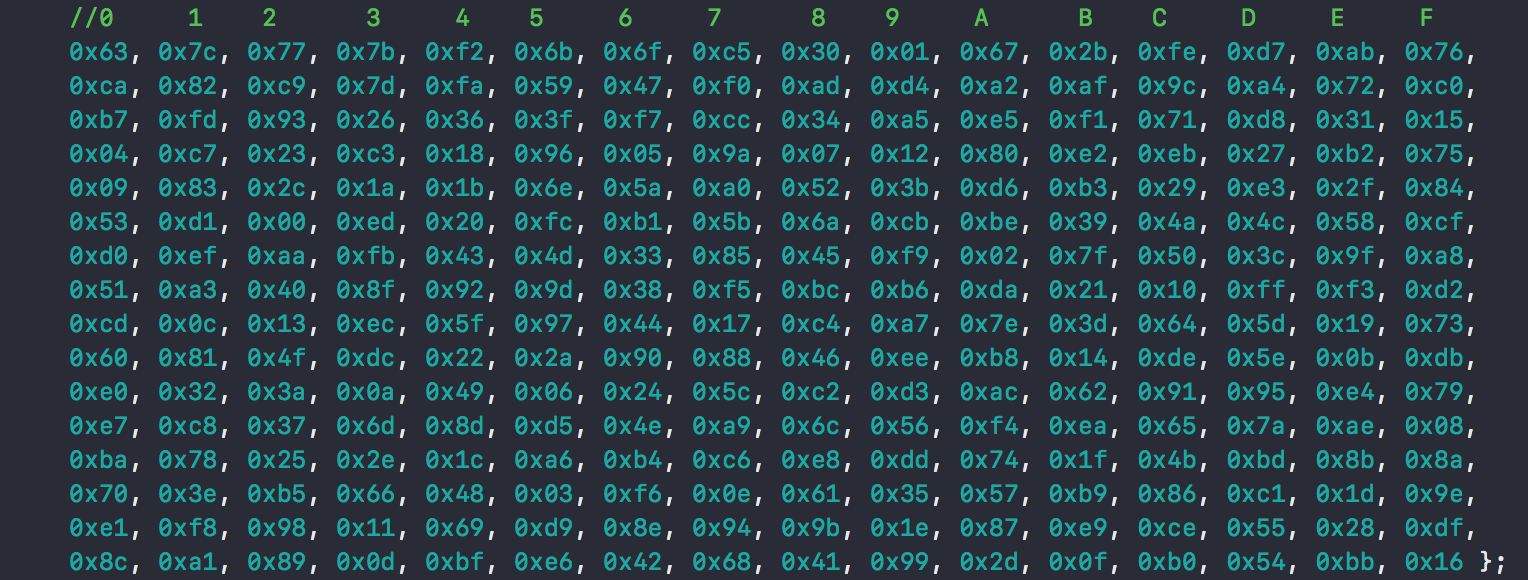 //0 1 2 3 4 5 6 7 8 9 A B C D E F
0x63, 0x7c, 0x77, 0x7b, 0xf2, 0x6b, 0x6f, 0xc5, 0x30, 0x01, 0x67, 0x2b, 0xfe, 0xd7, 0xab, 0x76,
0xca, 0x82, 0xc9, 0x7d, 0xfa, 0x59, 0x47, 0xf0, 0xad, 0xd4, 0xa2, 0xaf, 0x9c, 0xa4, 0x72, 0xc0,
0xb7, 0xfd, 0x93, 0x26, 0x36, 0x3f, 0xf7, 0xcc, 0x34, 0xa5, 0xe5, 0xf1, 0x71, 0xd8, 0x31, 0x15,
0x04, 0xc7, 0x23, 0xc3, 0x18, 0x96, 0x05, 0x9a, 0x07, 0x12, 0x80, 0xe2, 0xeb, 0x27, 0xb2, 0x75,
0x09, 0x83, 0x2c, 0x1a, 0x1b, 0x6e, 0x5a, 0xa0, 0x52, 0x3b, 0xd6, 0xb3, 0x29, 0xe3, 0x2f, 0x84,
0x53, 0xd1, 0x00, 0xed, 0x20, 0xfc, 0xb1, 0x5b, 0x6a, 0xcb, 0xbe, 0x39, 0x4a, 0x4c, 0x58, 0xcf,
0xd0, 0xef, 0xaa, 0xfb, 0x43, 0x4d, 0x33, 0x85, 0x45, 0xf9, 0x02, 0x7f, 0x50, 0x3c, 0x9f, 0xa8,
0x51, 0xa3, 0x40, 0x8f, 0x92, 0x9d, 0x38, 0xf5, 0xbc, 0xb6, 0xda, 0x21, 0x10, 0xff, 0xf3, 0xd2,
0xcd, 0x0c, 0x13, 0xec, 0x5f, 0x97, 0x44, 0x17, 0xc4, 0xa7, 0x7e, 0x3d, 0x64, 0x5d, 0x19, 0x73,
0x60, 0x81, 0x4f, 0xdc, 0x22, 0x2a, 0x90, 0x88, 0x46, 0xee, 0xb8, 0x14, 0xde, 0x5e, 0x0b, 0xdb,
0xe0, 0x32, 0x3a, 0x0a, 0x49, 0x06, 0x24, 0x5c, 0xc2, 0xd3, 0xac, 0x62, 0x91, 0x95, 0xe4, 0x79,
0xe7, 0xc8, 0x37, 0x6d, 0x8d, 0xd5, 0x4e, 0xa9, 0x6c, 0x56, 0xf4, 0xea, 0x65, 0x7a, 0xae, 0x08,
0xba, 0x78, 0x25, 0x2e, 0x1c, 0xa6, 0xb4, 0xc6, 0xe8, 0xdd, 0x74, 0x1f, 0x4b, 0xbd, 0x8b, 0x8a,
0x70, 0x3e, 0xb5, 0x66, 0x48, 0x03, 0xf6, 0x0e, 0x61, 0x35, 0x57, 0xb9, 0x86, 0xc1, 0x1d, 0x9e,
0xe1, 0xf8, 0x98, 0x11, 0x69, 0xd9, 0x8e, 0x94, 0x9b, 0x1e, 0x87, 0xe9, 0xce, 0x55, 0x28, 0xdf,
0x8c, 0xa1, 0x89, 0x0d, 0xbf, 0xe6, 0x42, 0x68, 0x41, 0x99, 0x2d, 0x0f, 0xb0, 0x54, 0xbb, 0x16 };